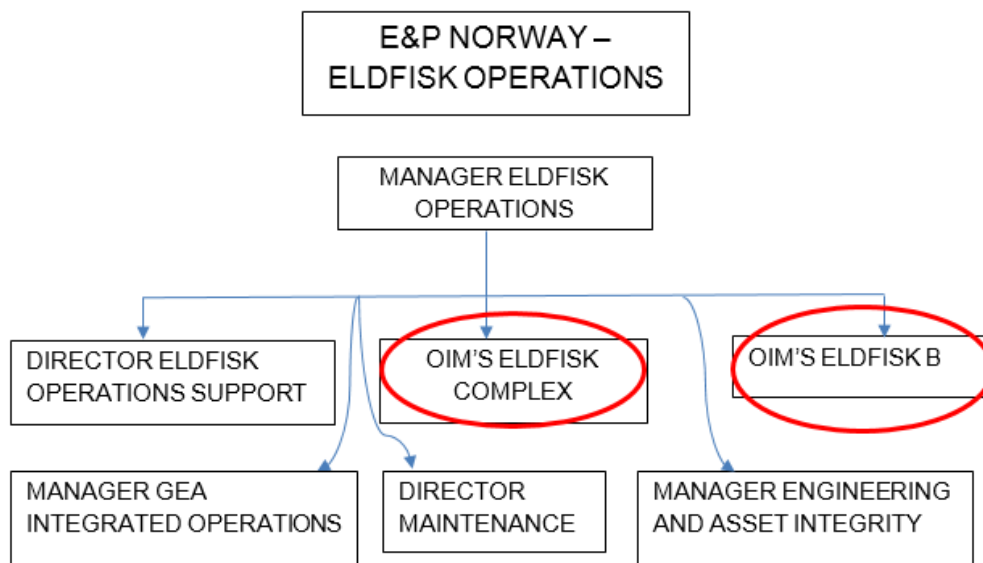 E&P NORWAY –
ELDFISK OPERATIONS
MANAGER ELDFISK
OPERATIONS
DIRECTOR ELDFISK
OPERATIONS SUPPORT
OIM'S ELDFISK
COMPLEX
OIM'S ELDFISK B
MANAGER GEA
INTEGRATED OPERATIONS
DIRECTOR
MAINTENANCE
MANAGER ENGINEERING
AND ASSET INTEGRITY